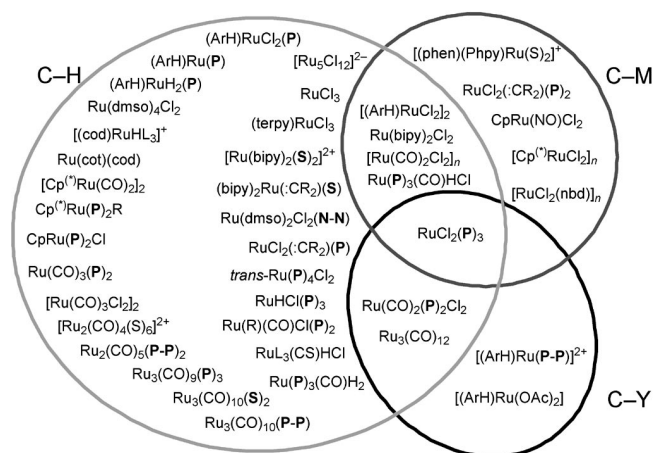 C–H
(ArH)RuCl₂(P)
(ArH)Ru(P)
(ArH)RuH₂(P)
Ru(dmso)₄Cl₂
[(cod)RuHL₃]⁺
Ru(cot)(cod)
[Cp⁽*⁾Ru(CO)₂]₂
Cp⁽*⁾Ru(P)₂R
CpRu(P)₂Cl
Ru(CO)₃(P)₂
[Ru(CO)₃Cl₂]₂
[Ru₂(CO)₄(S)₆]²⁺
Ru₂(CO)₅(P-P)₂
Ru₃(CO)₉(P)₃
Ru₃(CO)₁₀(S)₂
Ru₃(CO)₁₀(P-P)
[Ru₅Cl₁₂]²⁻
RuCl₃
(terpy)RuCl₃
[Ru(bipy)₂(S)₂]²⁺
(bipy)₂Ru(:CR₂)(S)
Ru(dmso)₂Cl₂(N-N)
RuCl₂(:CR₂)(P)
trans-Ru(P)₄Cl₂
RuHCl(P)₃
Ru(R)(CO)Cl(P)₂
RuL₃(CS)HCl
Ru(P)₃(CO)H₂
[(ArH)RuCl₂]₂
Ru(bipy)₂Cl₂
[Ru(CO)₂Cl₂]ₙ
Ru(P)₃(CO)HCl
C–M
[(phen)(Phpy)Ru(S)₂]⁺
RuCl₂(:CR₂)(P)₂
CpRu(NO)Cl₂
[Cp⁽*⁾RuCl₂]ₙ
[RuCl₂(nbd)]ₙ
RuCl₂(P)₃
Ru(CO)₂(P)₂Cl₂
Ru₃(CO)₁₂
[(ArH)Ru(P-P)]²⁺
[(ArH)Ru(OAc)₂]
C–Y